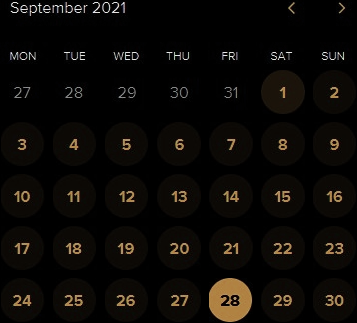 September 2021
MON TUE WED THU FRI SAT SUN
27 28 29 30 31 1 2
3 4 5 6 7 8 9
10 11 12 13 14 15 16
17 18 19 20 21 22 23
24 25 26 27 28 29 30